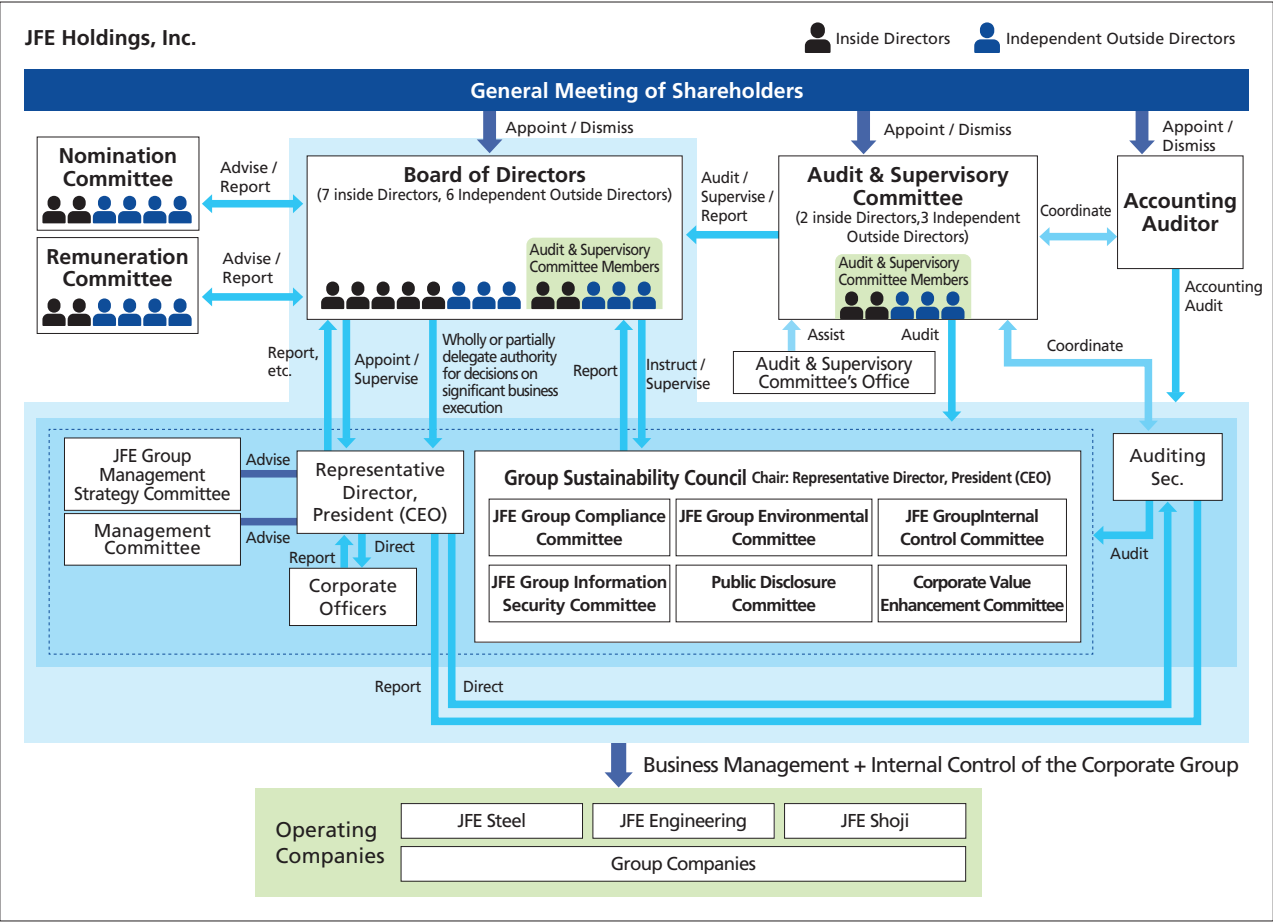 JFE Holdings, Inc.
Inside Directors
Independent Outside Directors
General Meeting of Shareholders
Appoint / Dismiss
Appoint / Dismiss
Appoint /
Dismiss
Nomination
Committee
Advise /
Report
Board of Directors
(7 inside Directors, 6 Independent Outside Directors)
Audit & Supervisory
Committee Members
Audit /
Supervise /
Report
Audit & Supervisory
Committee
(2 inside Directors,3 Independent
Outside Directors)
Audit & Supervisory
Committee Members
Coordinate
Accounting
Auditor
Remuneration
Committee
Advise /
Report
Accounting
Audit
Report,
etc.
Appoint /
Supervise
Wholly or partially
delegate authority
for decisions on
significant business
execution
Report
Instruct /
Supervise
Assist
Audit
Audit & Supervisory
Committee's Office
Coordinate
JFE Group
Management
Strategy Committee
Advise
Management
Committee
Advise
Representative
Director,
President (CEO)
Report
Direct
Corporate
Officers
Group Sustainability Council Chair: Representative Director, President (CEO)
JFE Group Compliance
Committee
JFE Group Environmental
Committee
JFE GroupInternal
Control Committee
JFE Group Information
Security Committee
Public Disclosure
Committee
Corporate Value
Enhancement Committee
Auditing
Sec.
Audit
Report
Direct
Business Management + Internal Control of the Corporate Group
Operating
Companies
JFE Steel
JFE Engineering
JFE Shoji
Group Companies